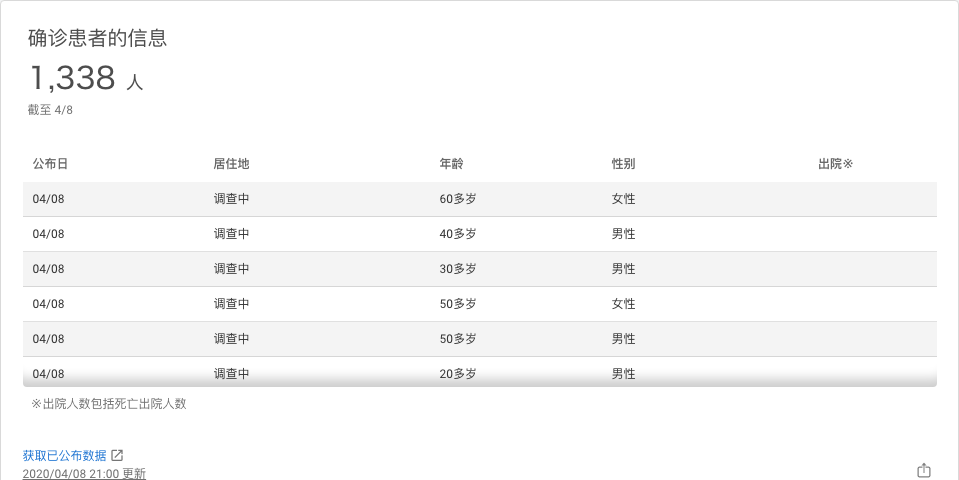 确诊患者的信息
1,338 人
截至 4/8
公布日 居住地 年龄 性别 出院※
04/08 调查中 60多岁 女性
04/08 调查中 40多岁 男性
04/08 调查中 30多岁 男性
04/08 调查中 50多岁 女性
04/08 调查中 50多岁 男性
04/08 调查中 20多岁 男性
※出院人数包括死亡出院人数
获取已公布数据
2020/04/08 21:00 更新